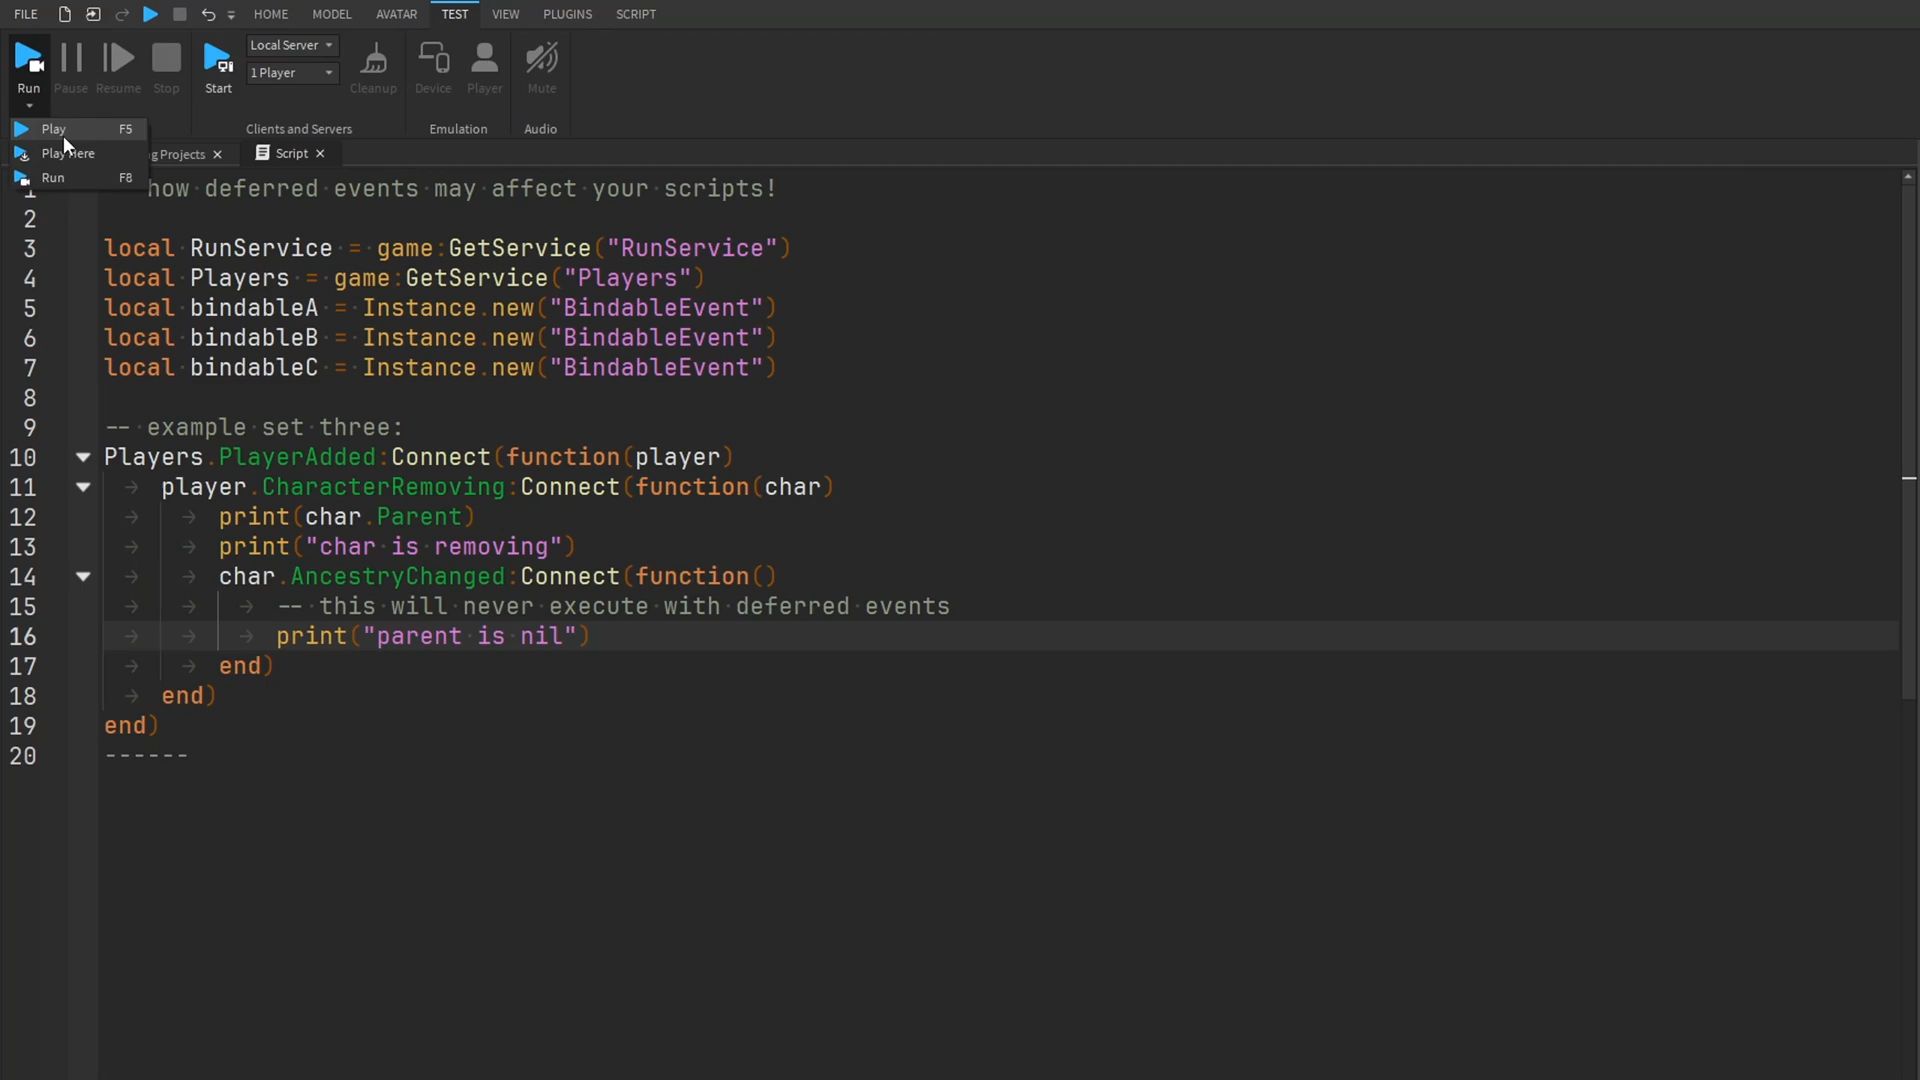 FILE HOME MODEL AVATAR TEST VIEW PLUGINS SCRIPT
Local Server
1 Player
Run Pause Resume Stop Start Cleanup Device Player Mute
Clients and Servers Emulation Audio
Play F5
Play Here
Run F8
g Projects
Script
1 how deferred events may affect your scripts!
2
3 local RunService = game:GetService("RunService")
4 local Players = game:GetService("Players")
5 local bindableA = Instance.new("BindableEvent")
6 local bindableB = Instance.new("BindableEvent")
7 local bindableC = Instance.new("BindableEvent")
8
9 -- example set three:
10 Players.PlayerAdded:Connect(function(player)
11 player.CharacterRemoving:Connect(function(char)
12 print(char.Parent)
13 print("char is removing")
14 char.AncestryChanged:Connect(function()
15 -- this will never execute with deferred events
16 print("parent is nil")
17 end)
18 end)
19 end)
20 ------